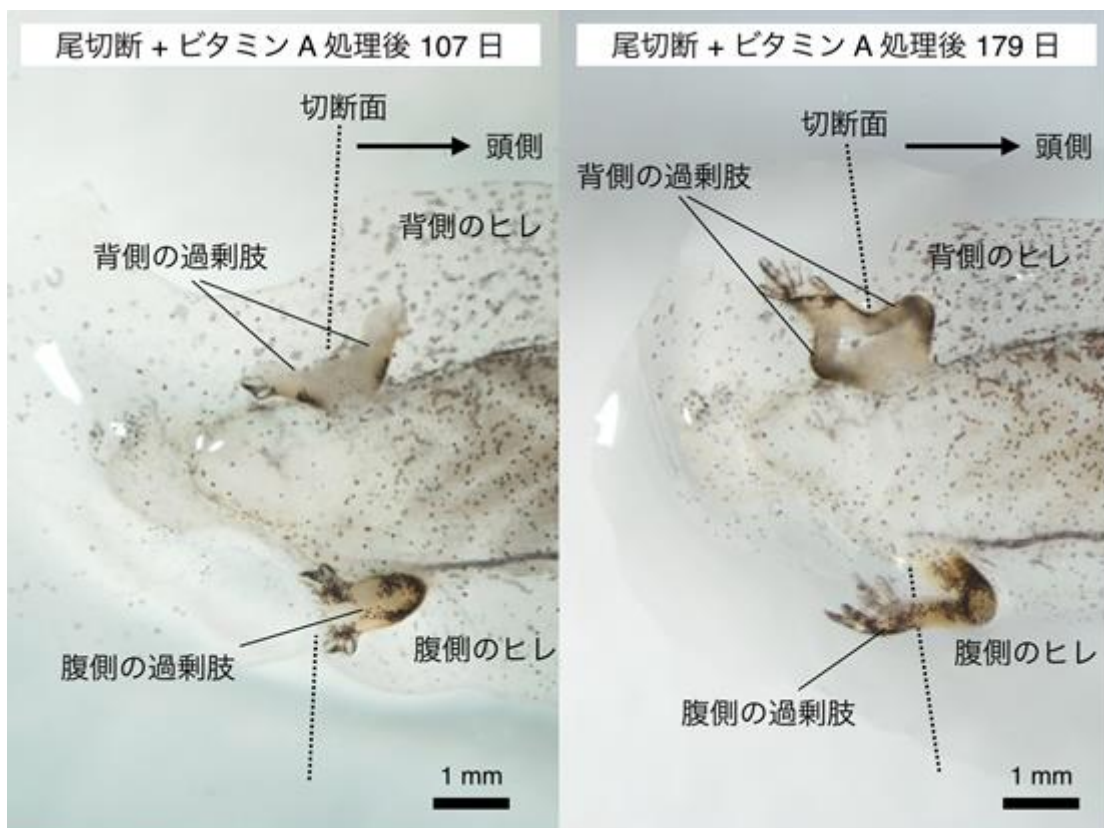 尾切断 + ビタミン A 処理後 107 日
切断面
頭側
背側のヒレ
背側の過剰肢
腹側の過剰肢
腹側のヒレ
1 mm
尾切断 + ビタミン A 処理後 179 日
切断面
頭側
背側の過剰肢
背側のヒレ
腹側のヒレ
腹側の過剰肢
1 mm